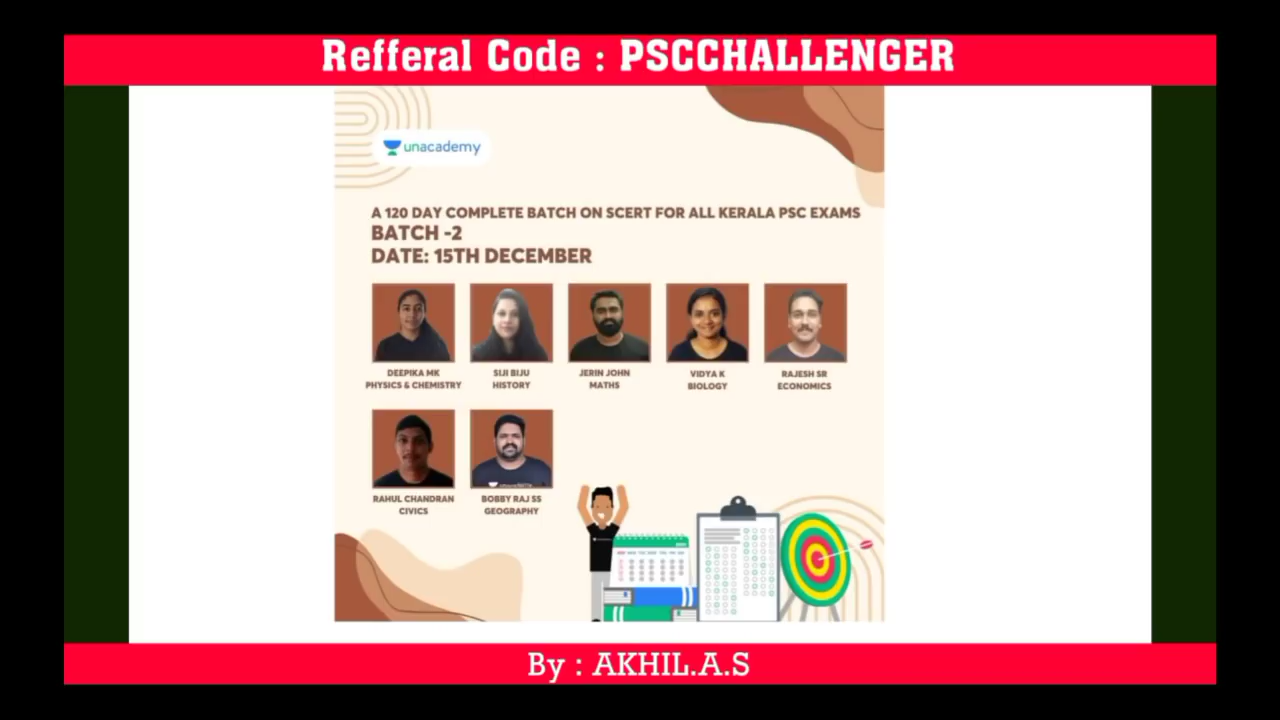 Refferal Code : PSCCHALLENGER
unacademy
A 120 DAY COMPLETE BATCH ON SCERT FOR ALL KERALA PSC EXAMS
BATCH -2
DATE: 15TH DECEMBER
DEEPIKA MK
PHYSICS & CHEMISTRY
SIJI BIJU
HISTORY
JERIN JOHN
MATHS
VIDYA K
BIOLOGY
RAJESH SR
ECONOMICS
RAHUL CHANDRAN
CIVICS
BOBBY RAJ SS
GEOGRAPHY
By : AKHIL.A.S